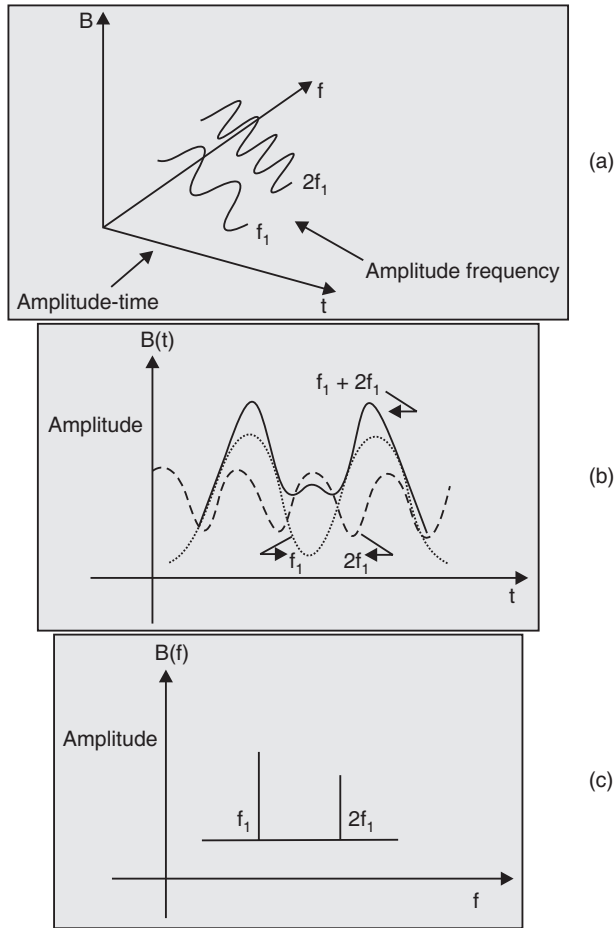 B
f
2f₁
(a)
f₁
Amplitude frequency
Amplitude-time
t
B(t)
f₁ + 2f₁
Amplitude
(b)
f₁
2f₁
t
B(f)
Amplitude
(c)
f₁
2f₁
f